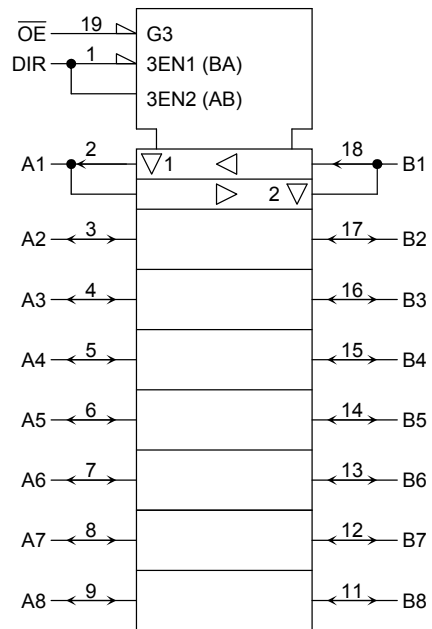 O̅E̅ 19 G3
DIR 1 3EN1 (BA)
3EN2 (AB)
A1 2 1 18 B1
2
A2 3 17 B2
A3 4 16 B3
A4 5 15 B4
A5 6 14 B5
A6 7 13 B6
A7 8 12 B7
A8 9 11 B8